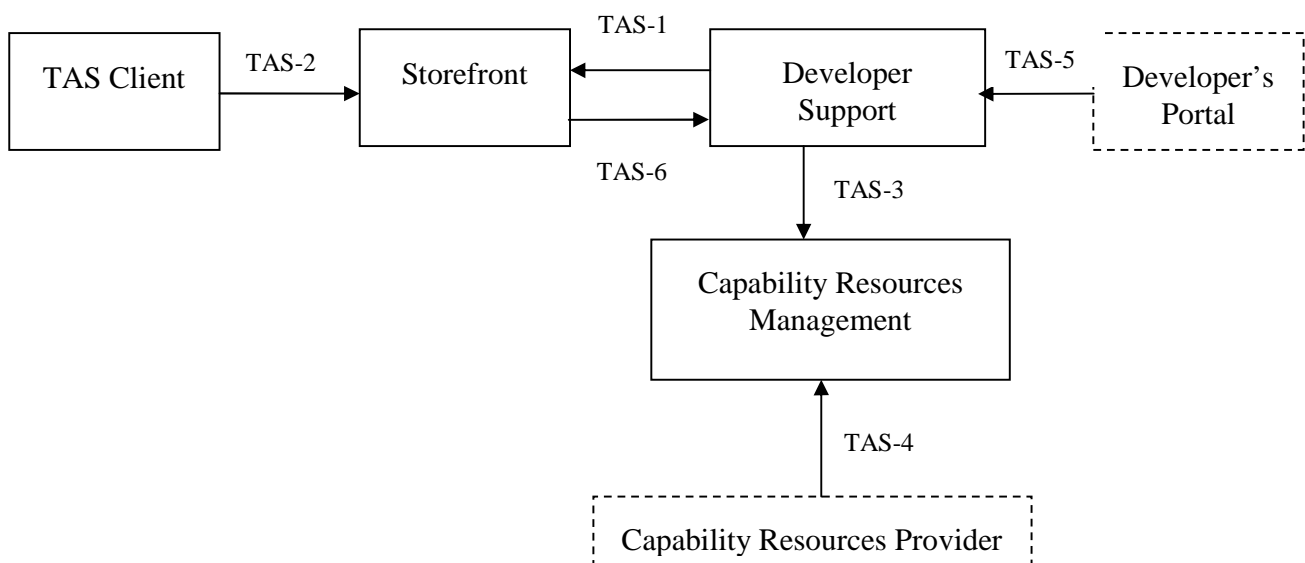 TAS-1
TAS Client
TAS-2
Storefront
Developer
Support
TAS-5
Developer’s
Portal
TAS-6
TAS-3
Capability Resources
Management
TAS-4
Capability Resources Provider